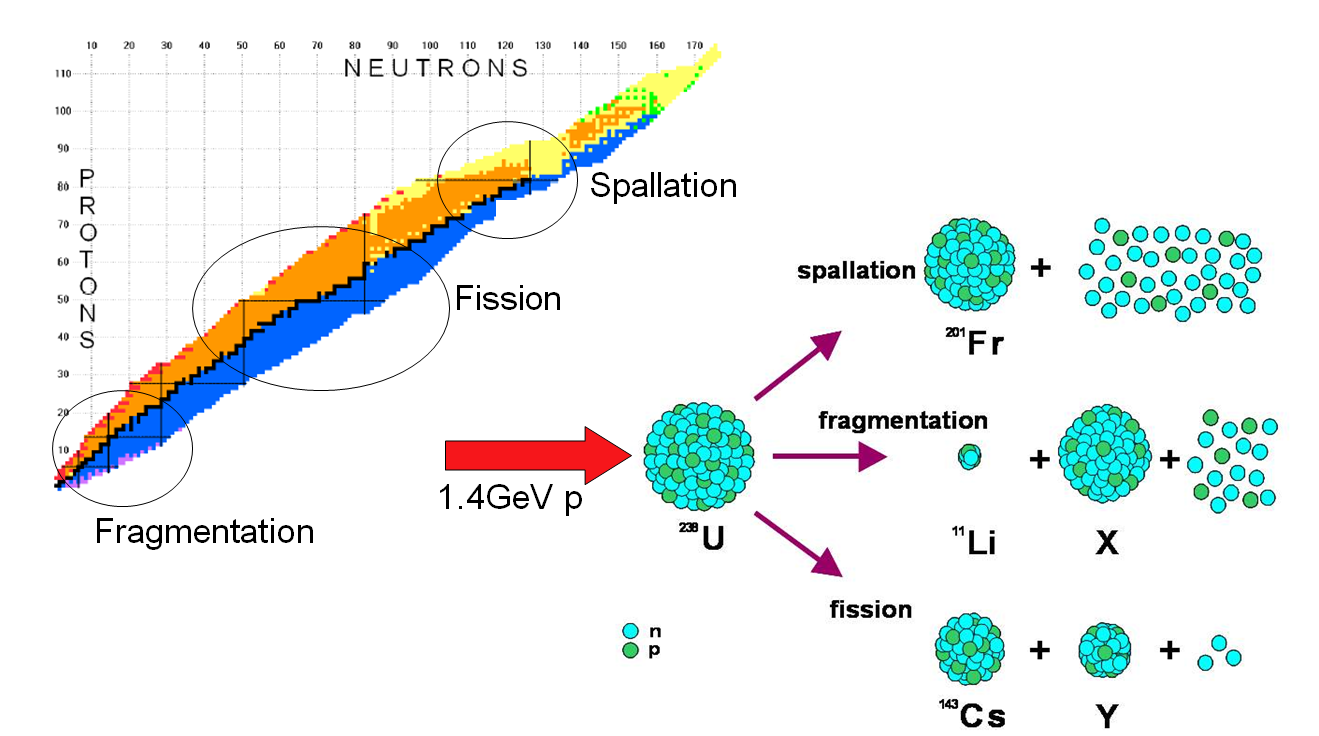 10 20 30 40 50 60 70 80 90 100 110 120 130 140 150 160 170
NEUTRONS
110
100
90
80
70
60
50
40
30
20
10
PROTONS
Spallation
Fission
Fragmentation
1.4GeV p
238U
spallation
+
201Fr
fragmentation
+ +
11Li X
fission
+ +
143Cs Y
n
p